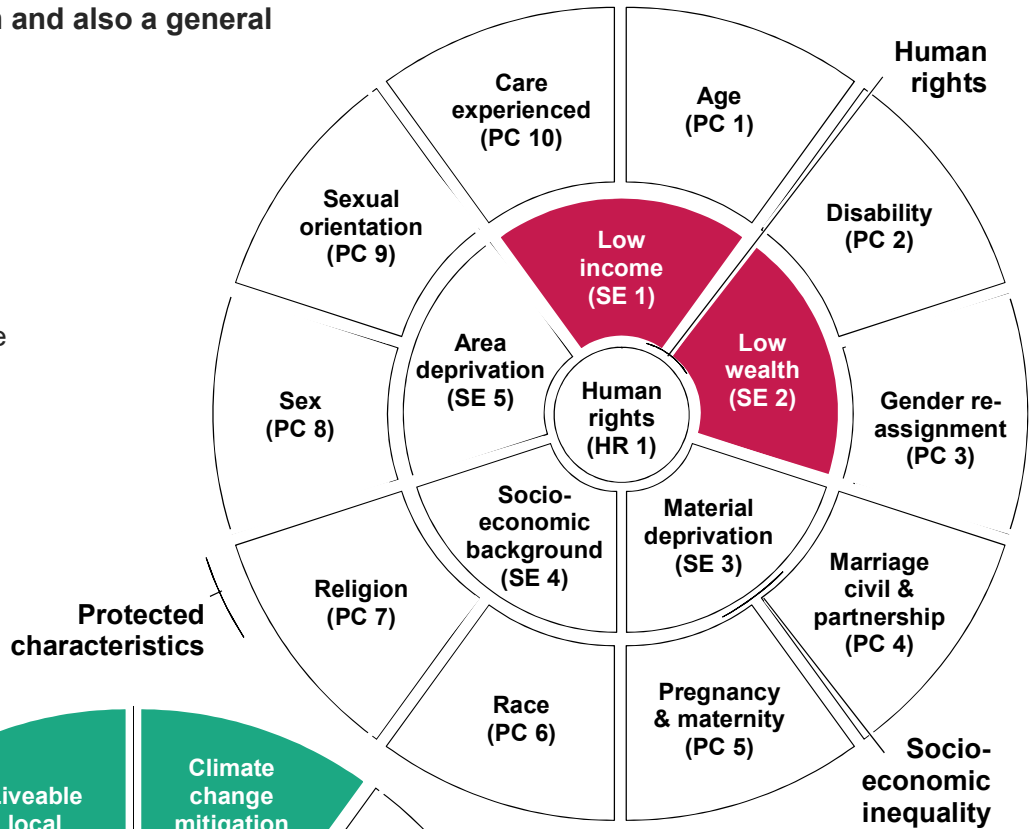 and also a general
Human
rights
Care
experienced
(PC 10)
Age
(PC 1)
Sexual
orientation
(PC 9)
Disability
(PC 2)
Low
income
(SE 1)
Area
deprivation
(SE 5)
Low
wealth
(SE 2)
Human
rights
(HR 1)
Sex
(PC 8)
Gender re-
assignment
(PC 3)
Socio-
economic
background
(SE 4)
Material
deprivation
(SE 3)
Religion
(PC 7)
Marriage
civil &
partnership
(PC 4)
Protected
characteristics
Race
(PC 6)
Pregnancy
& maternity
(PC 5)
Socio-
economic
inequality
local
Climate
change
mitigation